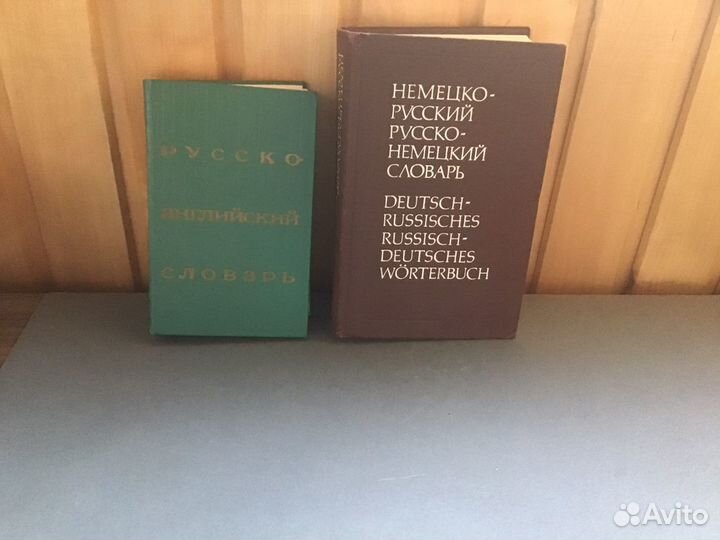 РУССКО
АНГЛИЙСКИЙ
СЛОВАРЬ
НЕМЕЦКО-
РУССКИЙ
РУССКО-
НЕМЕЦКИЙ
СЛОВАРЬ
DEUTSCH-
RUSSISCHES
RUSSISCH-
DEUTSCHES
WÖRTERBUCH
Avito